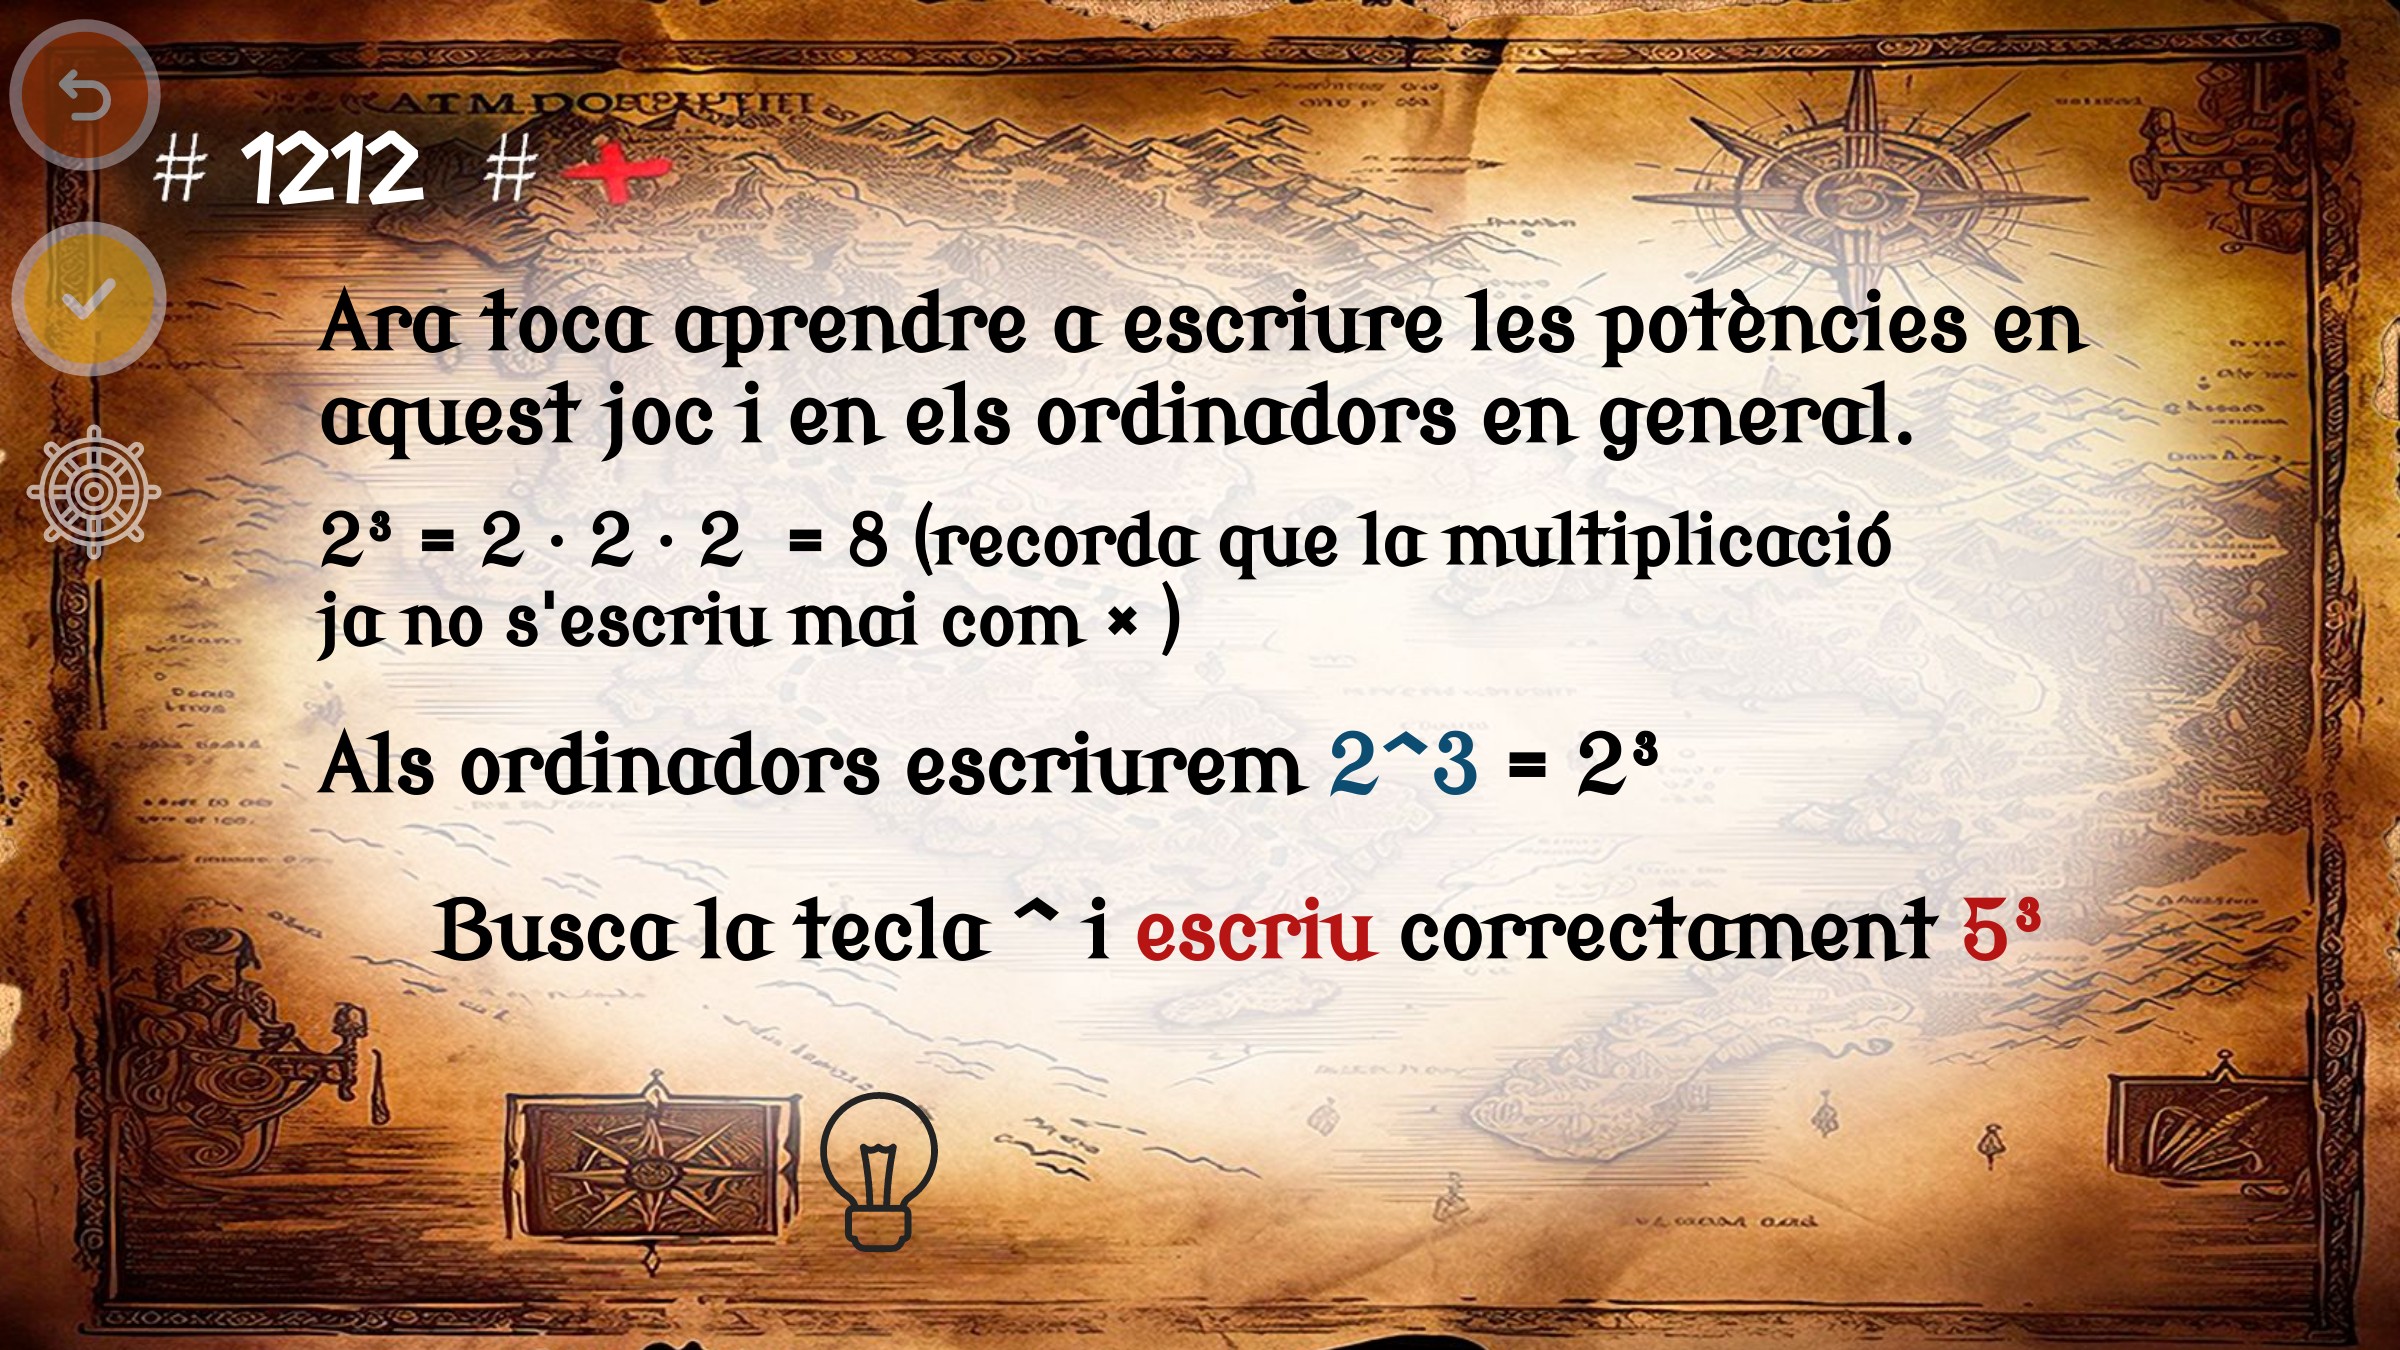 # 1212 #
Ara toca aprendre a escriure les potències en
aquest joc i en els ordinadors en general.
2³ = 2 · 2 · 2 = 8 (recorda que la multiplicació
ja no s'escriu mai com × )
Als ordinadors escriurem 2^3 = 2³
Busca la tecla ^ i escriu correctament 5³